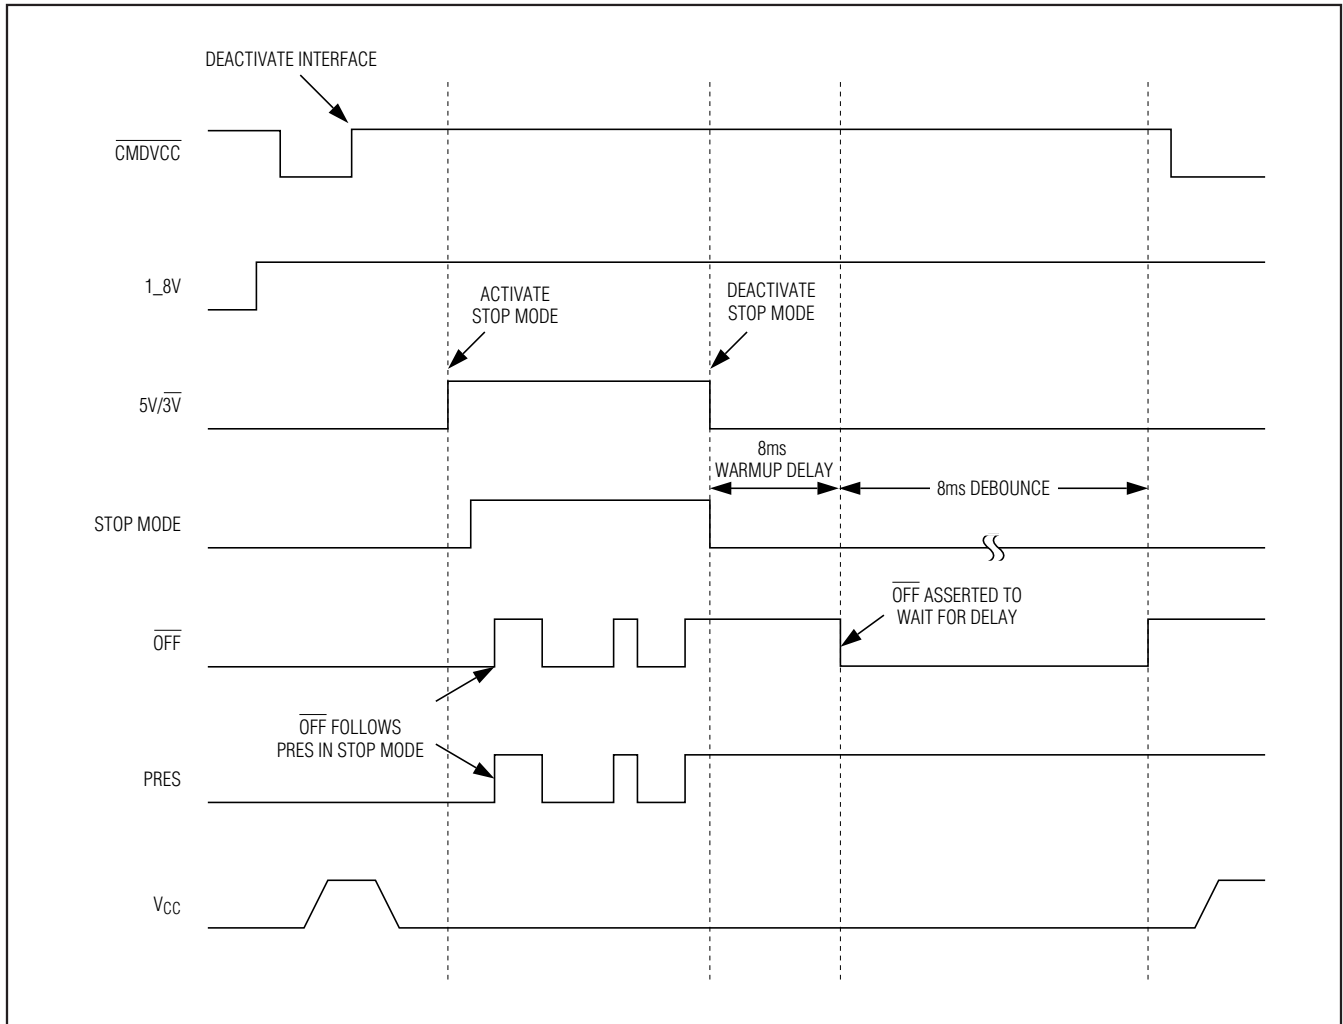 DEACTIVATE INTERFACE
CMDVCC
1_8V
ACTIVATE
STOP MODE
DEACTIVATE
STOP MODE
5V/3V
8ms
WARMUP DELAY
8ms DEBOUNCE
STOP MODE
OFF ASSERTED TO
WAIT FOR DELAY
OFF
OFF FOLLOWS
PRES IN STOP MODE
PRES
VCC